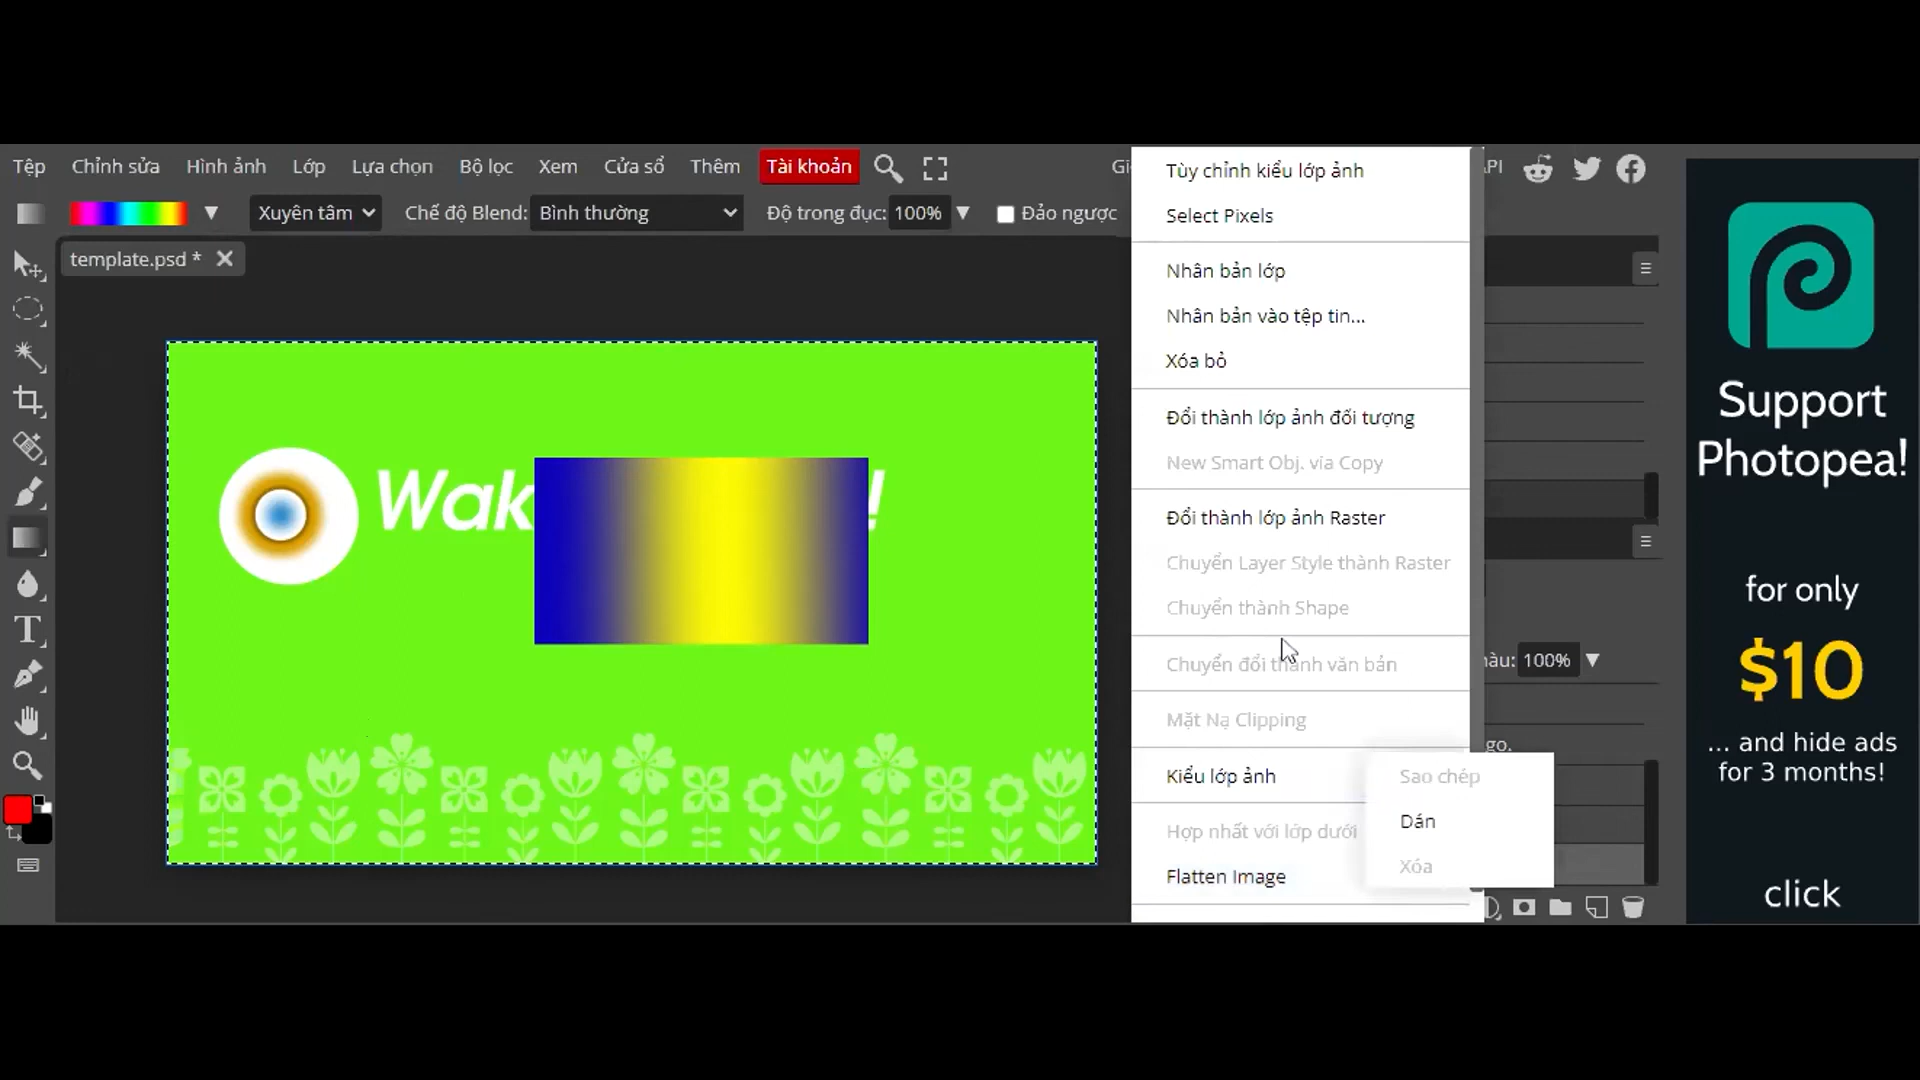 Tệp Chỉnh sửa Hình ảnh Lớp Lựa chọn Bộ lọc Xem Cửa sổ Thêm Tài khoản
Xuyên tâm Chế độ Blend: Bình thường Độ trong đục: 100% Đảo ngược
template.psd *
Wak !
Tùy chỉnh kiểu lớp ảnh
Select Pixels
Nhân bản lớp
Nhân bản vào tệp tin...
Xóa bỏ
Đổi thành lớp ảnh đối tượng
New Smart Obj. via Copy
Đổi thành lớp ảnh Raster
Chuyển Layer Style thành Raster
Chuyển thành Shape
Chuyển đổi thành văn bản
Mặt Nạ Clipping
Kiểu lớp ảnh
Hợp nhất với lớp dưới
Flatten Image
Sao chép
Dán
Xóa
100%
Support
Photopea!
for only
$10
... and hide ads
for 3 months!
click